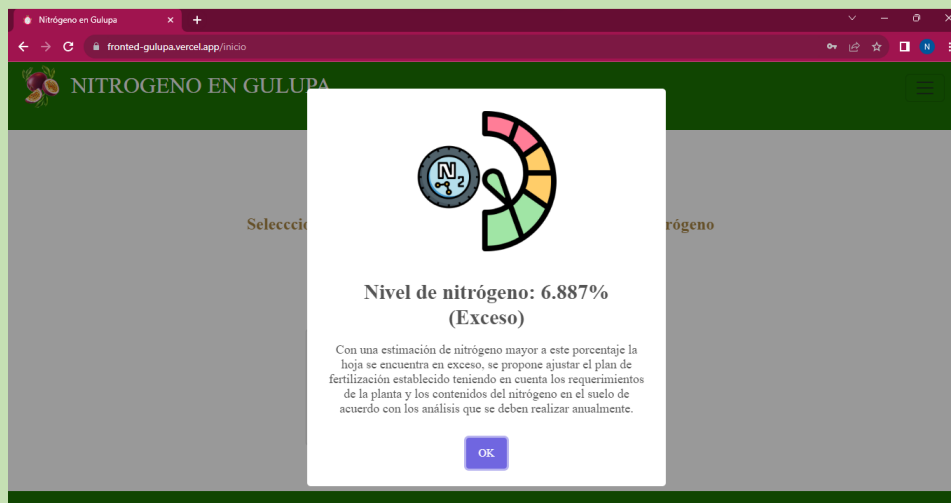 Nitrógeno en Gulupa
fronted-gulupa.vercel.app/inicio
N
NITROGENO EN GULUPA
N
2
Seleccci
rógeno
Nivel de nitrógeno: 6.887%
(Exceso)
Con una estimación de nitrógeno mayor a este porcentaje la
hoja se encuentra en exceso, se propone ajustar el plan de
fertilización establecido teniendo en cuenta los requerimientos
de la planta y los contenidos del nitrógeno en el suelo de
acuerdo con los análisis que se deben realizar anualmente.
OK